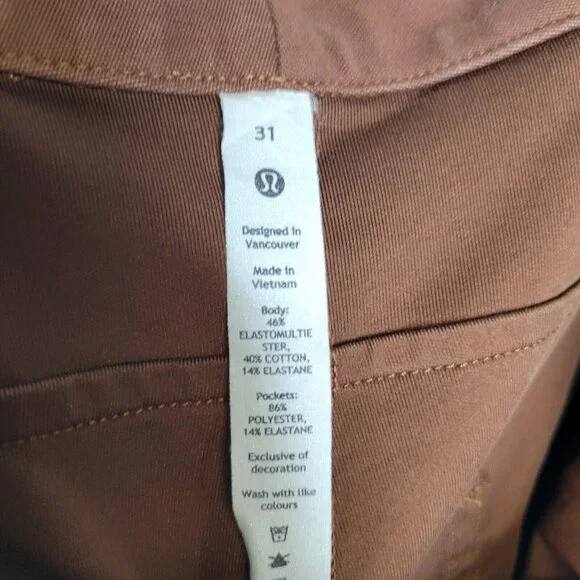 31
Designed in
Vancouver
Made in
Vietnam
Body:
46%
ELASTOMULTIE
STER,
40% COTTON,
14% ELASTANE
Pockets:
86%
POLYESTER,
14% ELASTANE
Exclusive of
decoration
Wash with like
colours